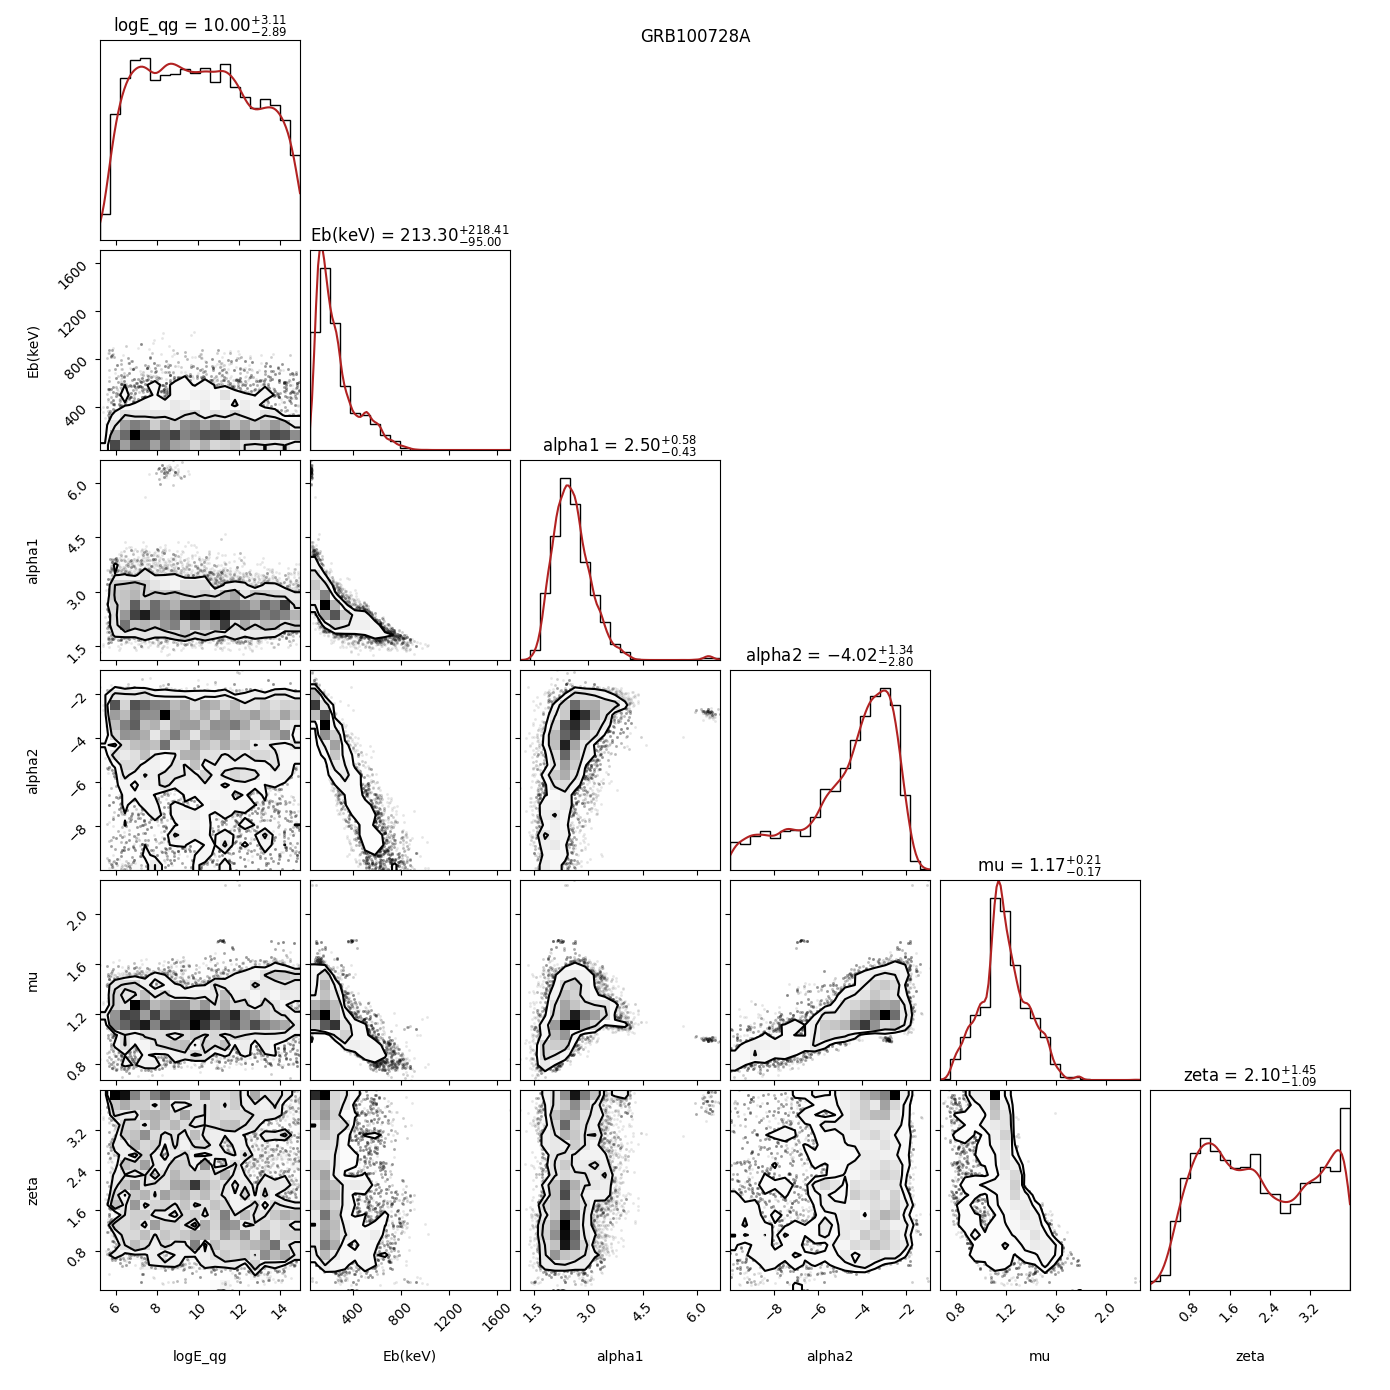 logE_qg = 10.00+3.11−2.89
GRB100728A
Eb(keV) = 213.30+218.41−95.00
1600
1200
800
400
Eb(keV)
alpha1 = 2.50+0.58−0.43
6.0
4.5
3.0
1.5
alpha1
alpha2 = −4.02+1.34−2.80
−2
−4
−6
−8
alpha2
mu = 1.17+0.21−0.17
2.0
1.6
1.2
0.8
mu
zeta = 2.10+1.45−1.09
3.2
2.4
1.6
0.8
zeta
6 8 10 12 14 400 800 1200 1600 1.5 3.0 4.5 6.0 −8 −6 −4 −2 0.8 1.2 1.6 2.0 0.8 1.6 2.4 3.2
logE_qg Eb(keV) alpha1 alpha2 mu zeta